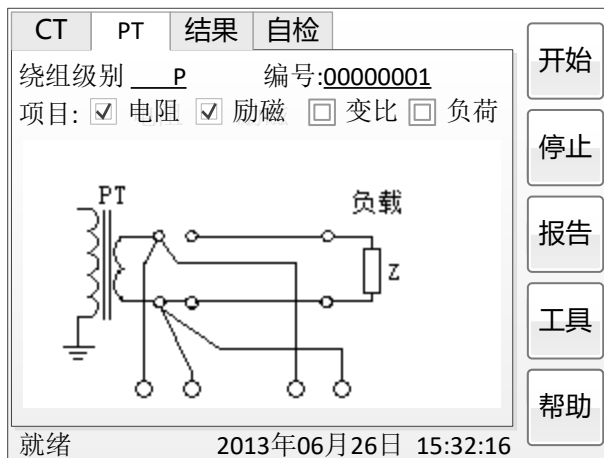 CT PT 结果 自检
绕组级别 P 编号:00000001
项目: 电阻 励磁 变比 负荷
PT
负载
Z
就绪 2013年06月26日 15:32:16
开始
停止
报告
工具
帮助